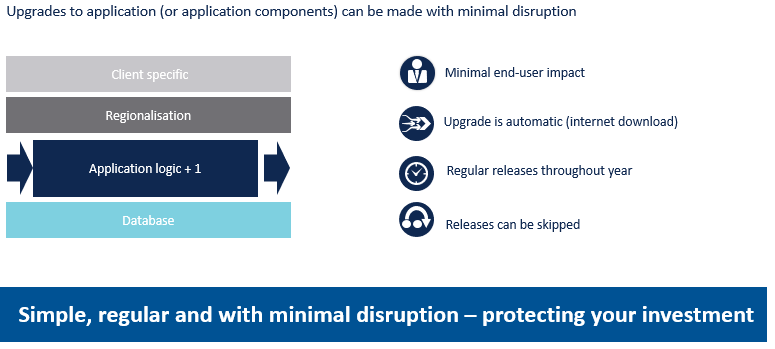 Upgrades to application (or application components) can be made with minimal disruption
Client specific
Regionalisation
Application logic + 1
Database
Minimal end-user impact
Upgrade is automatic (internet download)
Regular releases throughout year
Releases can be skipped
Simple, regular and with minimal disruption – protecting your investment